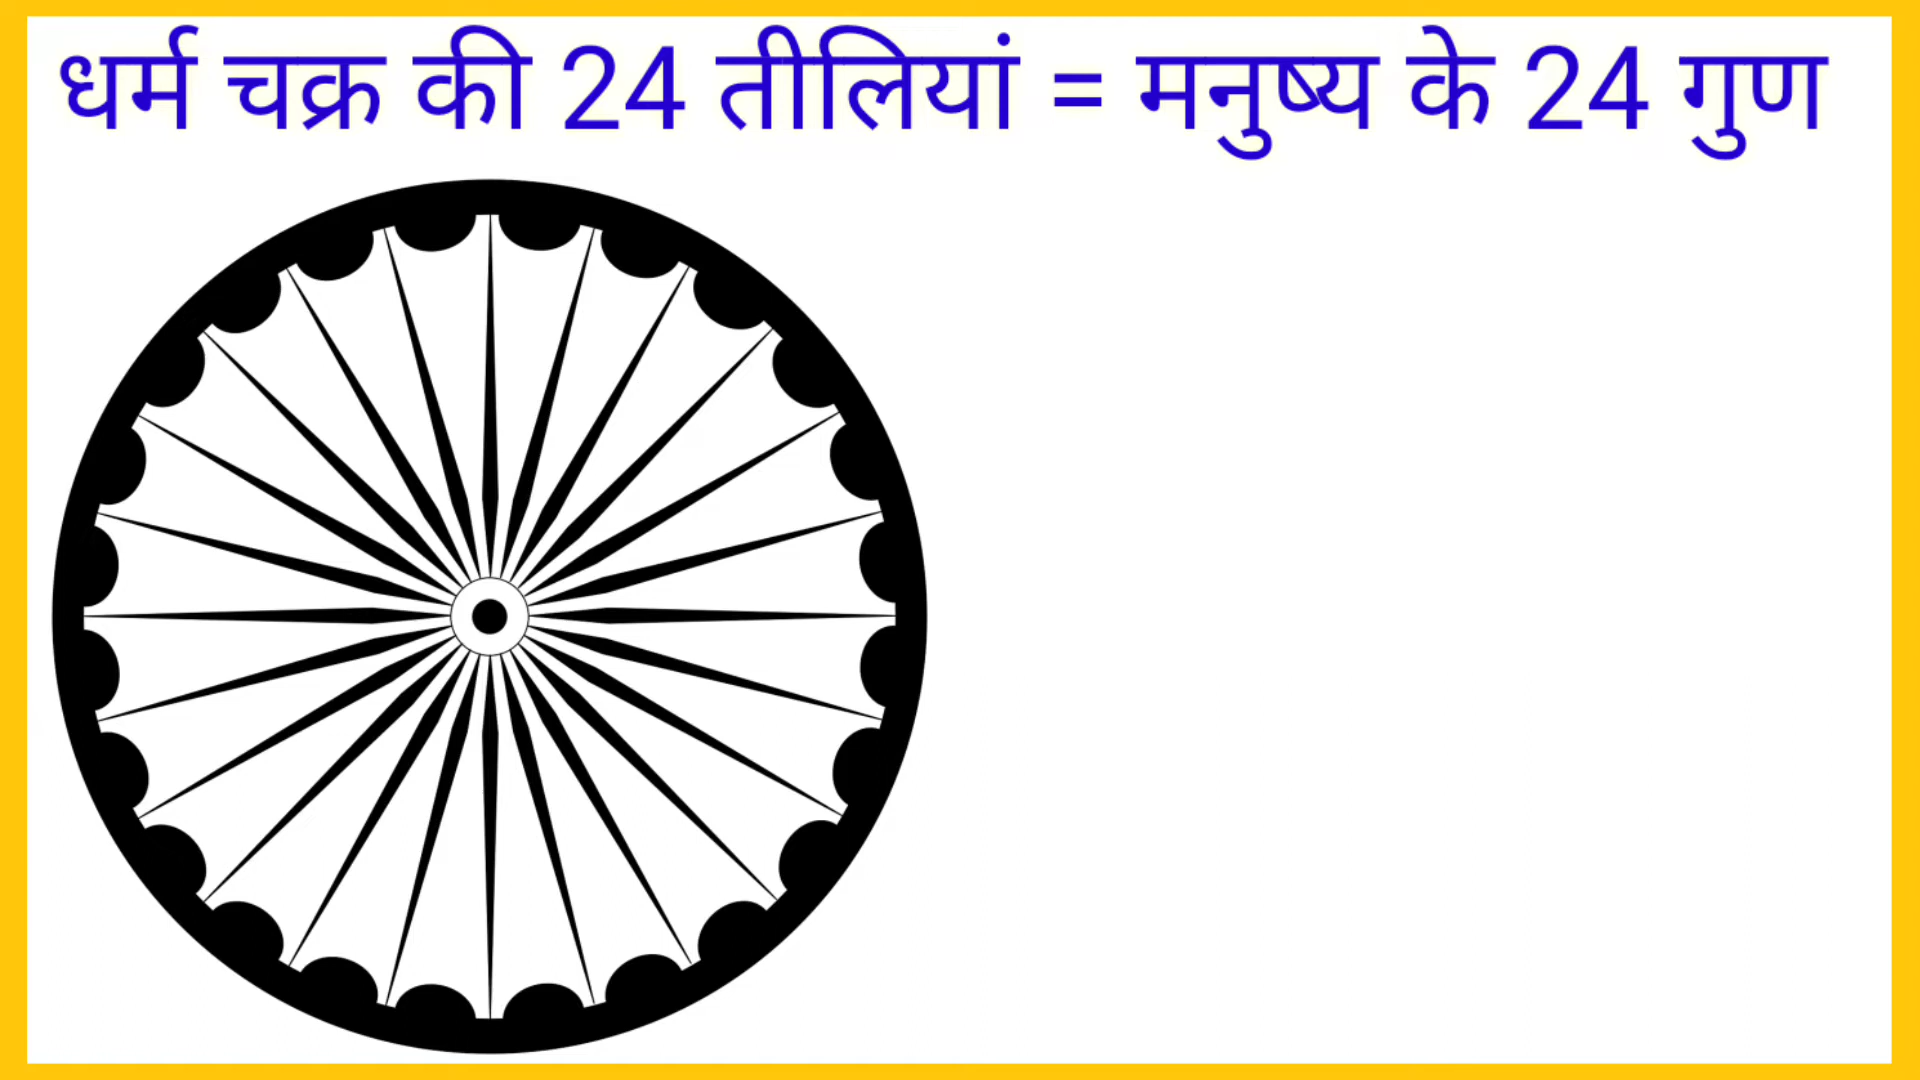 धर्म चक्र की 24 तीलियां = मनुष्य के 24 गुण